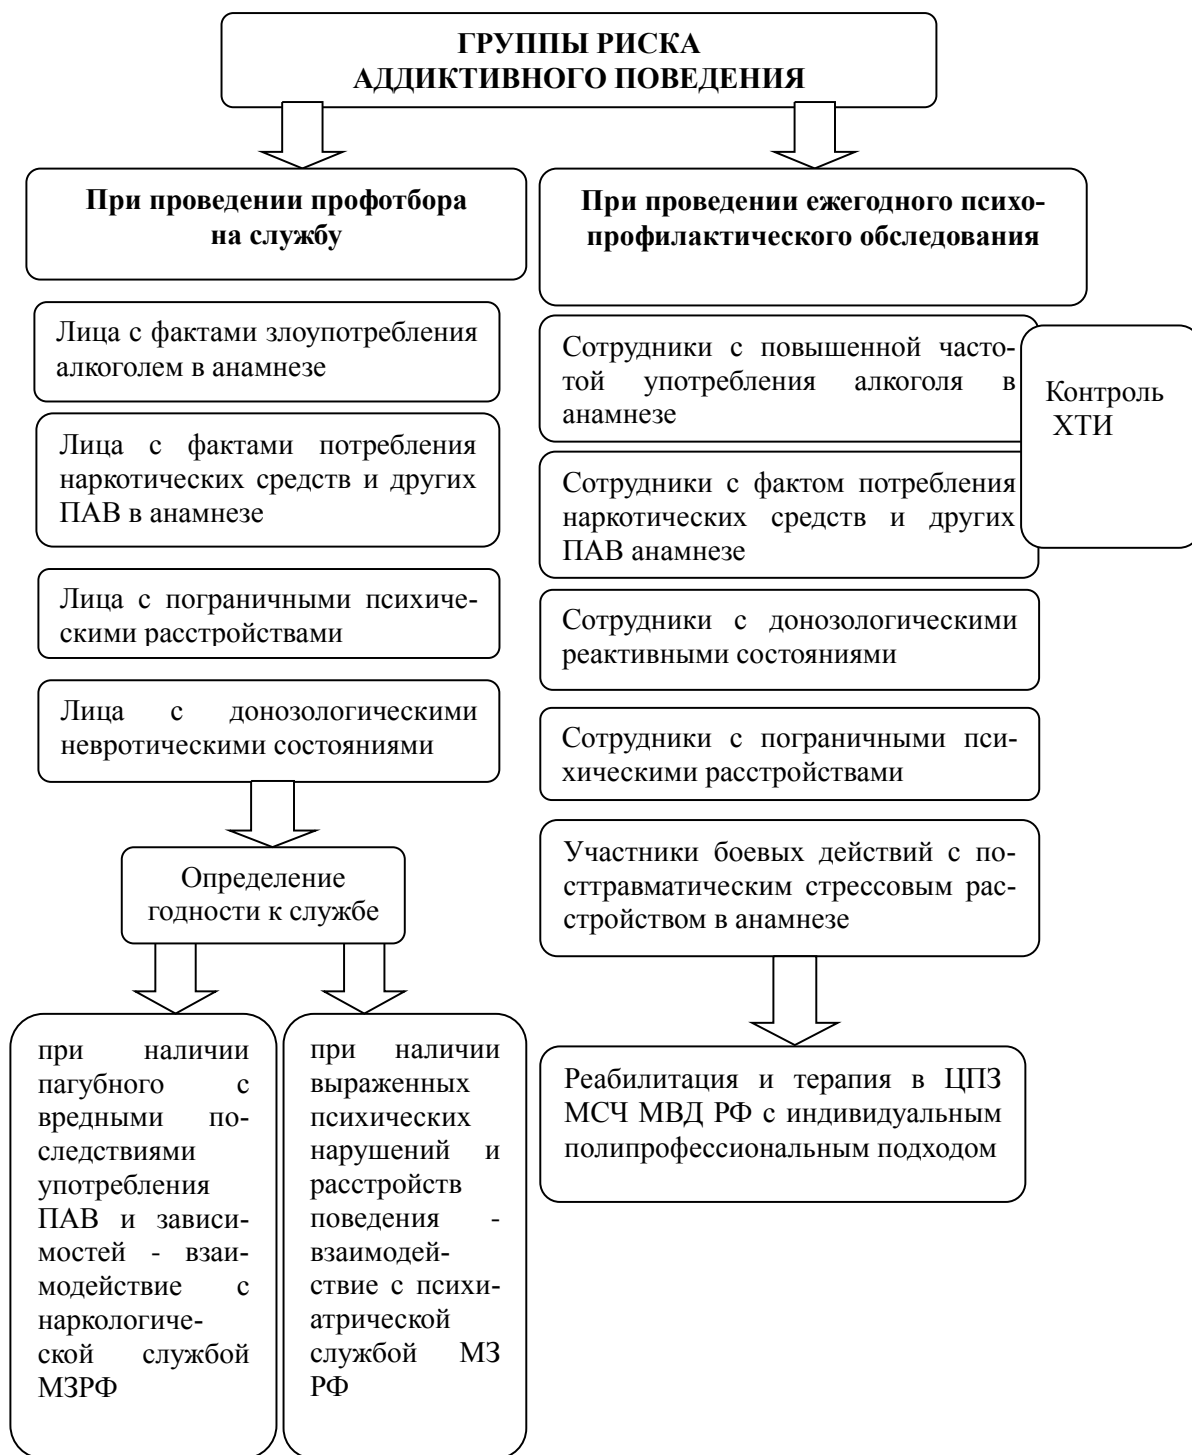 ГРУППЫ РИСКА
АДДИКТИВНОГО ПОВЕДЕНИЯ
При проведении профотбора
на службу
Лица с фактами злоупотребления
алкоголем в анамнезе
Лица с фактами потребления
наркотических средств и других
ПАВ в анамнезе
Лица с пограничными психиче-
скими расстройствами
Лица с донозологическими
невротическими состояниями
Определение
годности к службе
при наличии
пагубного с
вредными по-
следствиями
употребления
ПАВ и зависи-
мостей - взаи-
модействие с
наркологиче-
ской службой
МЗРФ
при наличии
выраженных
психических
нарушений и
расстройств
поведения -
взаимодей-
ствие с психи-
атрической
службой МЗ
РФ
При проведении ежегодного психо-
профилактического обследования
Сотрудники с повышенной часто-
той употребления алкоголя в
анамнезе
Сотрудники с фактом потребления
наркотических средств и других
ПАВ анамнезе
Контроль
ХТИ
Сотрудники с донозологическими
реактивными состояниями
Сотрудники с пограничными пси-
хическими расстройствами
Участники боевых действий с по-
сттравматическим стрессовым рас-
стройством в анамнезе
Реабилитация и терапия в ЦПЗ
МСЧ МВД РФ с индивидуальным
полипрофессиональным подходом